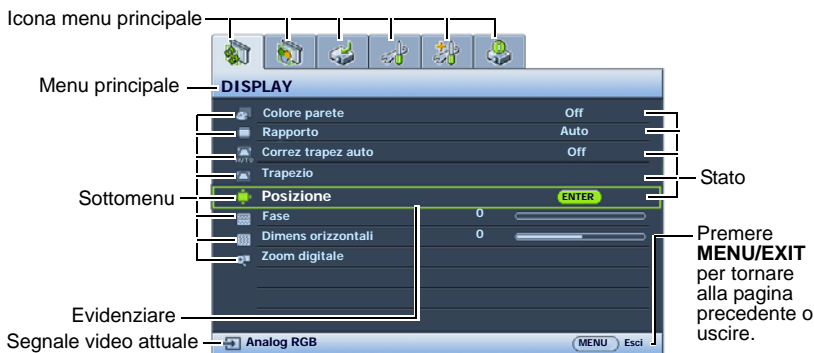 Icona menu principale
Menu principale
DISPLAY
Colore parete Off
Rapporto Auto
AUTO
Correz trapez auto Off
Trapezio
Stato
Sottomenu
Posizione ENTER
Fase 0
Dimens orizzontali 0
Zoom digitale
Premere
MENU/EXIT
per tornare
alla pagina
precedente o
uscire.
Evidenziare
Segnale video attuale
Analog RGB
MENU Esci